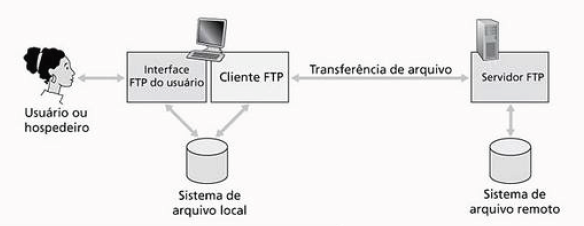 Usuário ou
hospedeiro
Interface
FTP do usuário
Cliente FTP
Transferência de arquivo
Servidor FTP
Sistema de
arquivo local
Sistema de
arquivo remoto